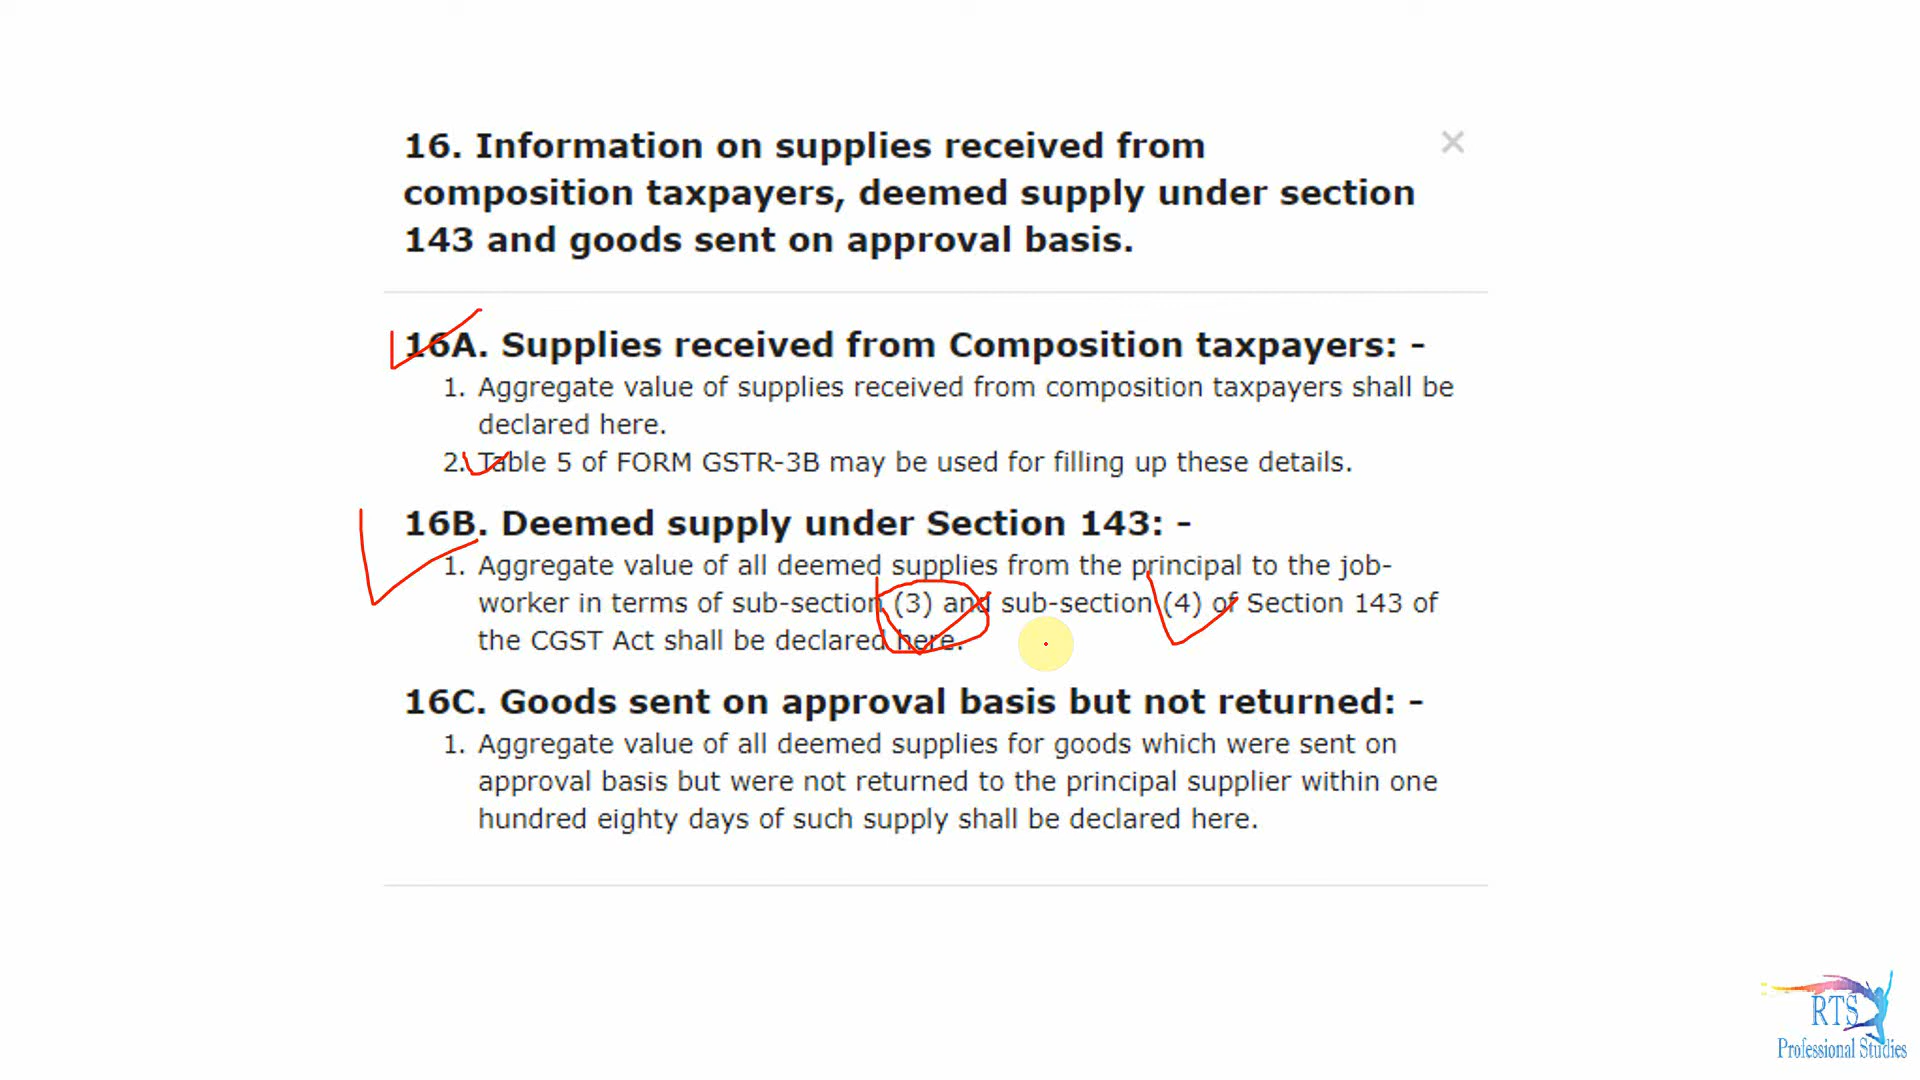 16. Information on supplies received from
composition taxpayers, deemed supply under section
143 and goods sent on approval basis.
×
16A. Supplies received from Composition taxpayers: -
1. Aggregate value of supplies received from composition taxpayers shall be
declared here.
2. Table 5 of FORM GSTR-3B may be used for filling up these details.
16B. Deemed supply under Section 143: -
1. Aggregate value of all deemed supplies from the principal to the job-
worker in terms of sub-section (3) and sub-section (4) of Section 143 of
the CGST Act shall be declared here.
16C. Goods sent on approval basis but not returned: -
1. Aggregate value of all deemed supplies for goods which were sent on
approval basis but were not returned to the principal supplier within one
hundred eighty days of such supply shall be declared here.
RTS
Professional Studies